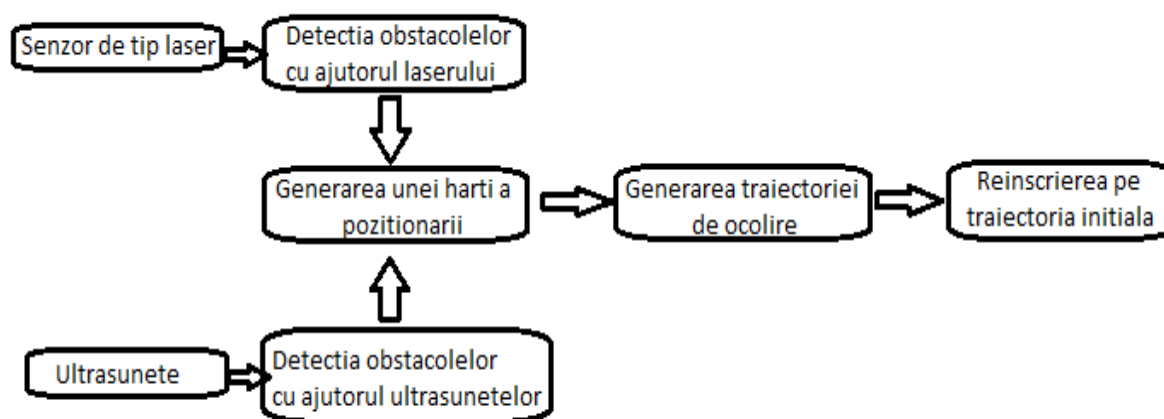 Senzor de tip laser
Detectia obstacolelor
cu ajutorul laserului
Generarea unei harti a
pozitionarii
Generarea traiectoriei
de ocolire
Reinscrierea pe
traiectoria initiala
Ultrasunete
Detectia obstacolelor
cu ajutorul ultrasunetelor